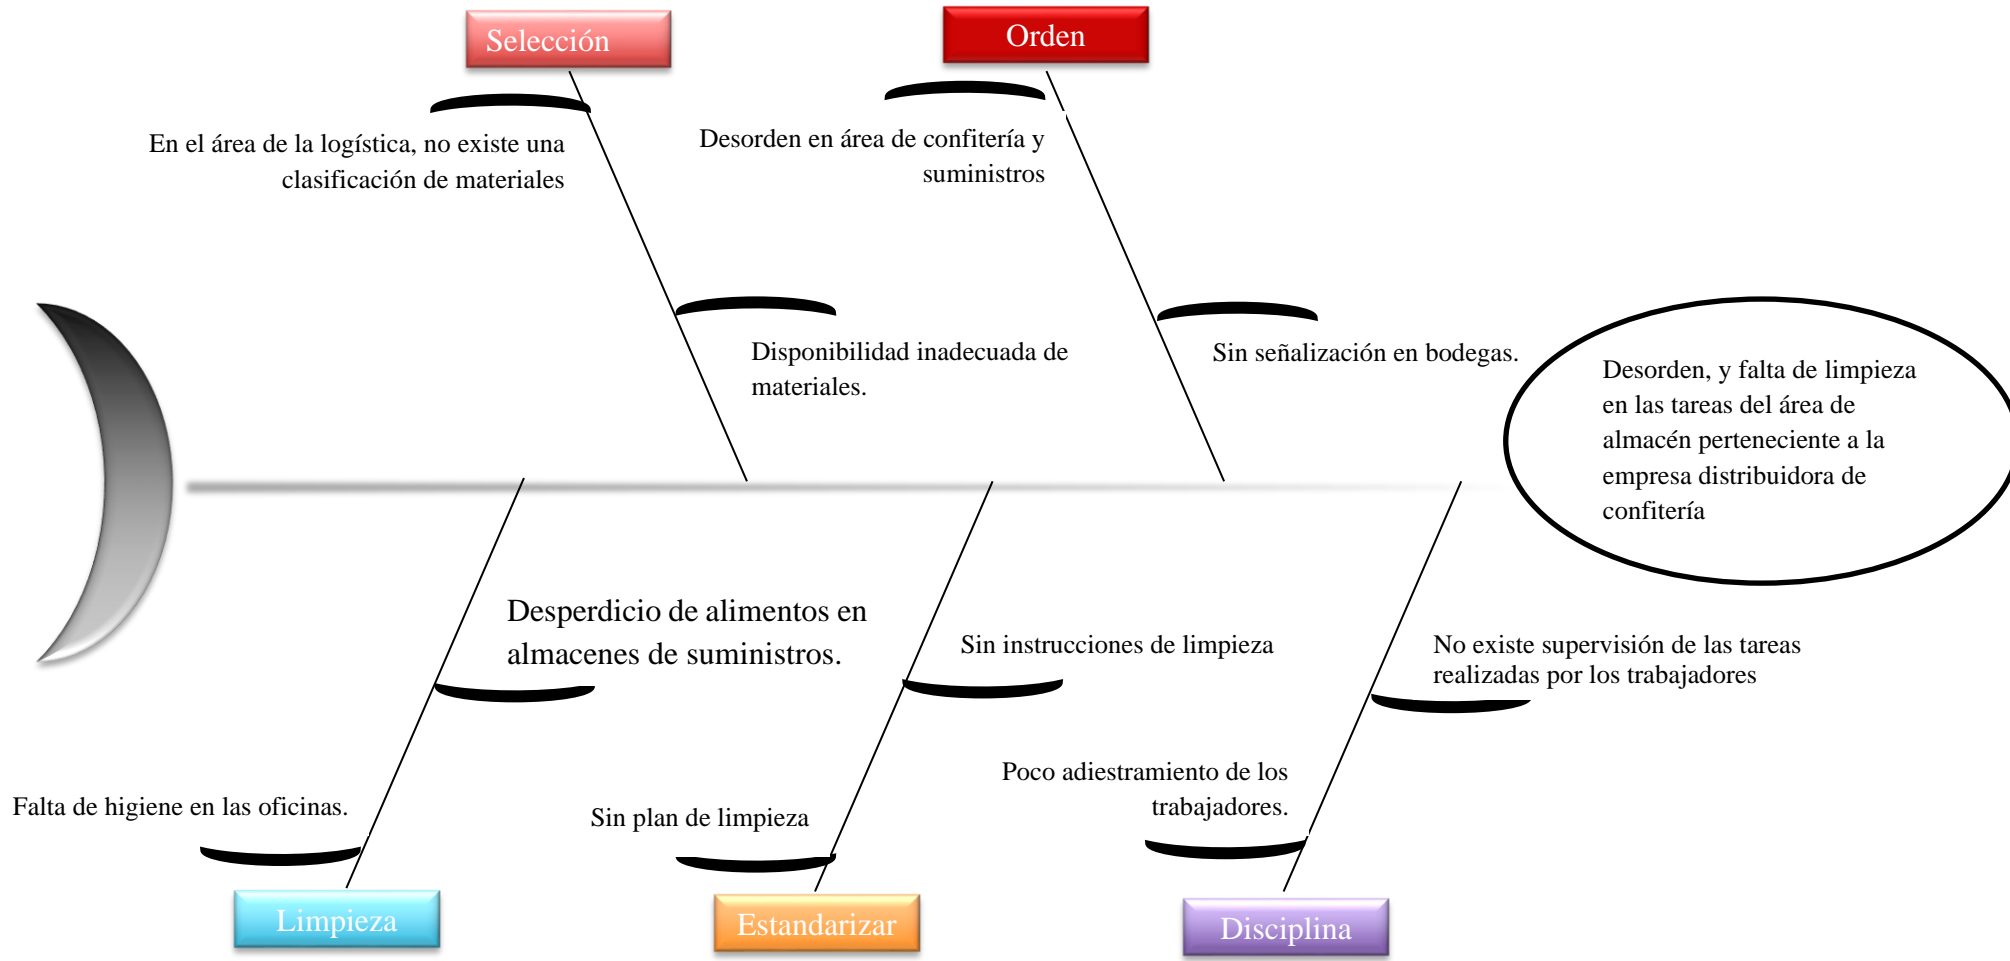 Selección
Orden
En el área de la logística, no existe una
clasificación de materiales
Desorden en área de confitería y
suministros
Disponibilidad inadecuada de
materiales.
Sin señalización en bodegas.
Desorden, y falta de limpieza
en las tareas del área de
almacén perteneciente a la
empresa distribuidora de
confitería
Desperdicio de alimentos en
almacenes de suministros.
Sin instrucciones de limpieza
No existe supervisión de las tareas
realizadas por los trabajadores
Falta de higiene en las oficinas.
Sin plan de limpieza
Poco adiestramiento de los
trabajadores.
Limpieza
Estandarizar
Disciplina